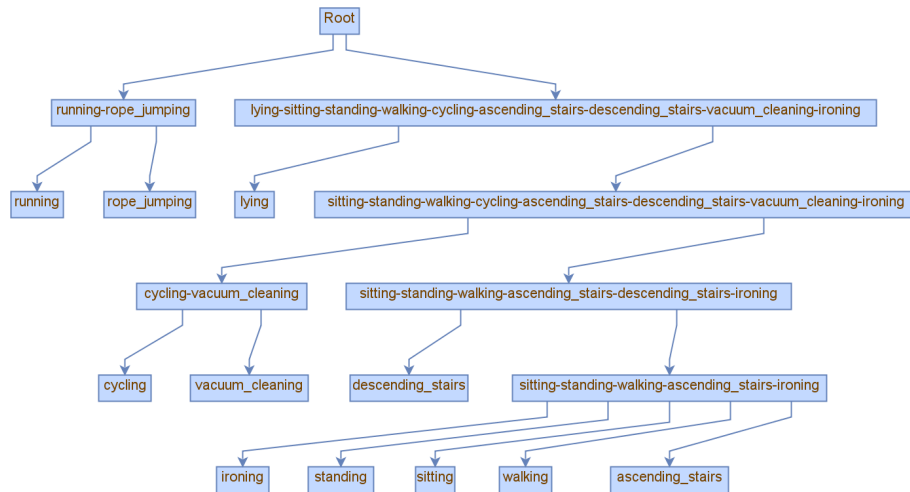 Root
running-rope_jumping
lying-sitting-standing-walking-cycling-ascending_stairs-descending_stairs-vacuum_cleaning-ironing
running
rope_jumping
lying
sitting-standing-walking-cycling-ascending_stairs-descending_stairs-vacuum_cleaning-ironing
cycling-vacuum_cleaning
sitting-standing-walking-ascending_stairs-descending_stairs-ironing
cycling
vacuum_cleaning
descending_stairs
sitting-standing-walking-ascending_stairs-ironing
ironing
standing
sitting
walking
ascending_stairs